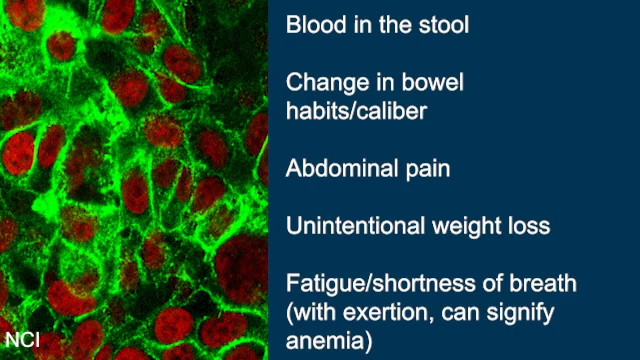 Blood in the stool
Change in bowel
habits/caliber
Abdominal pain
Unintentional weight loss
Fatigue/shortness of breath
(with exertion, can signify
anemia)
NCI